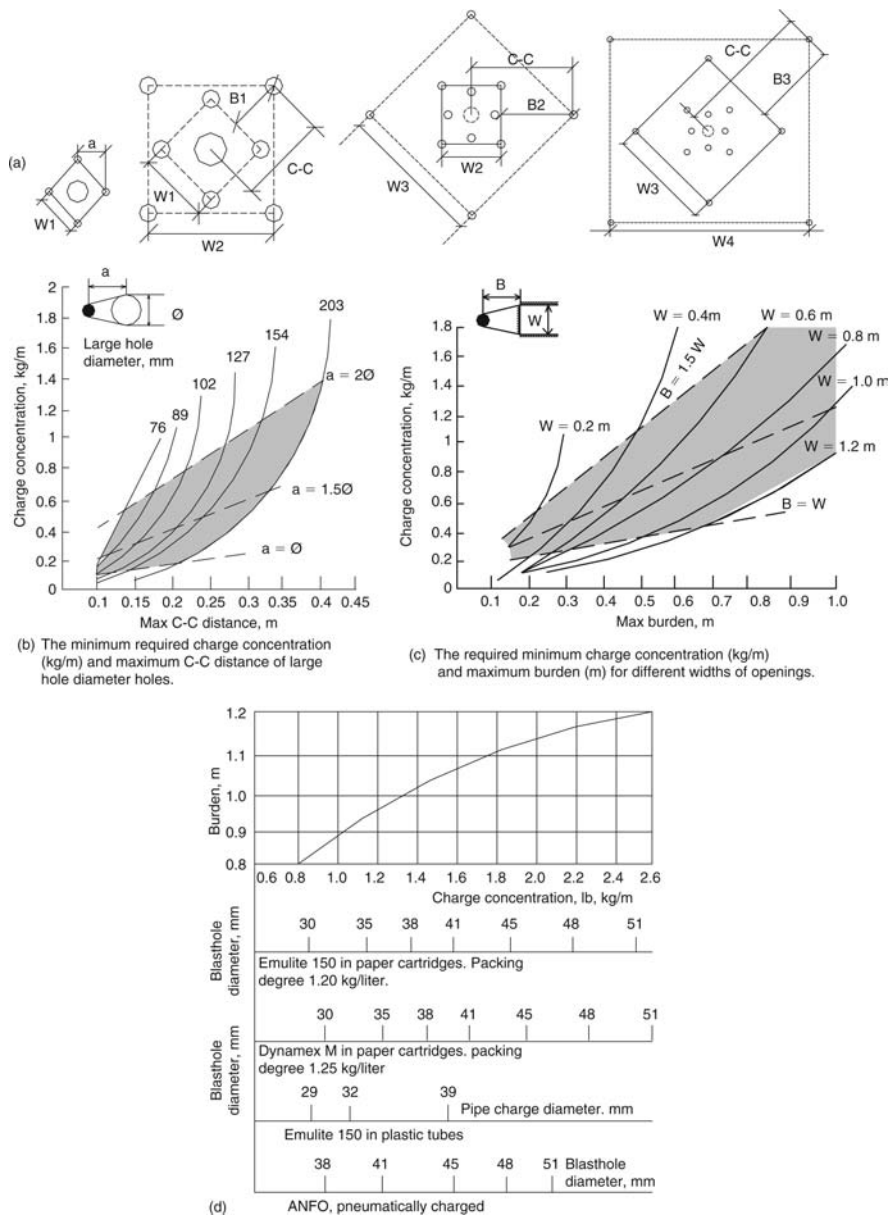 (a)
a
W1
B1
C-C
W1
W2
C-C
B2
W2
W3
C-C
B3
W3
W4
a
Ø
Large hole
diameter, mm
76
89
102
127
154
203
a = 2Ø
a = 1.5Ø
a = Ø
Charge concentration, kg/m
2
1.8
1.6
1.4
1.2
1
0.8
0.6
0.4
0.2
0
0.1
0.15
0.2
0.25
0.3
0.35
0.4
0.45
Max C-C distance, m
(b) The minimum required charge concentration
(kg/m) and maximum C-C distance of large
hole diameter holes.
B
W
W = 0.2 m
W = 0.4m
B = 1.5 W
W = 0.6 m
W = 0.8 m
W = 1.0 m
W = 1.2 m
B = W
Charge concentration, kg/m
1.8
1.6
1.4
1.2
1
0.8
0.6
0.4
0.2
0
0.1
0.2
0.3
0.4
0.5
0.6
0.7
0.8
0.9
1.0
Max burden, m
(c) The required minimum charge concentration (kg/m)
and maximum burden (m) for different widths of openings.
Burden, m
1.2
1.1
1.0
0.9
0.8
0.6 0.8 1.0 1.2 1.4 1.6 1.8 2.0 2.2 2.4 2.6
Charge concentration, lb, kg/m
Blasthole
diameter, mm
30 35 38 41 45 48 51
Emulite 150 in paper cartridges. Packing
degree 1.20 kg/liter.
Blasthole
diameter, mm
30 35 38 41 45 48 51
Dynamex M in paper cartridges. packing
degree 1.25 kg/liter
29 32 39
Pipe charge diameter. mm
Emulite 150 in plastic tubes
38 41 45 48 51 Blasthole
diameter, mm
(d) ANFO, pneumatically charged